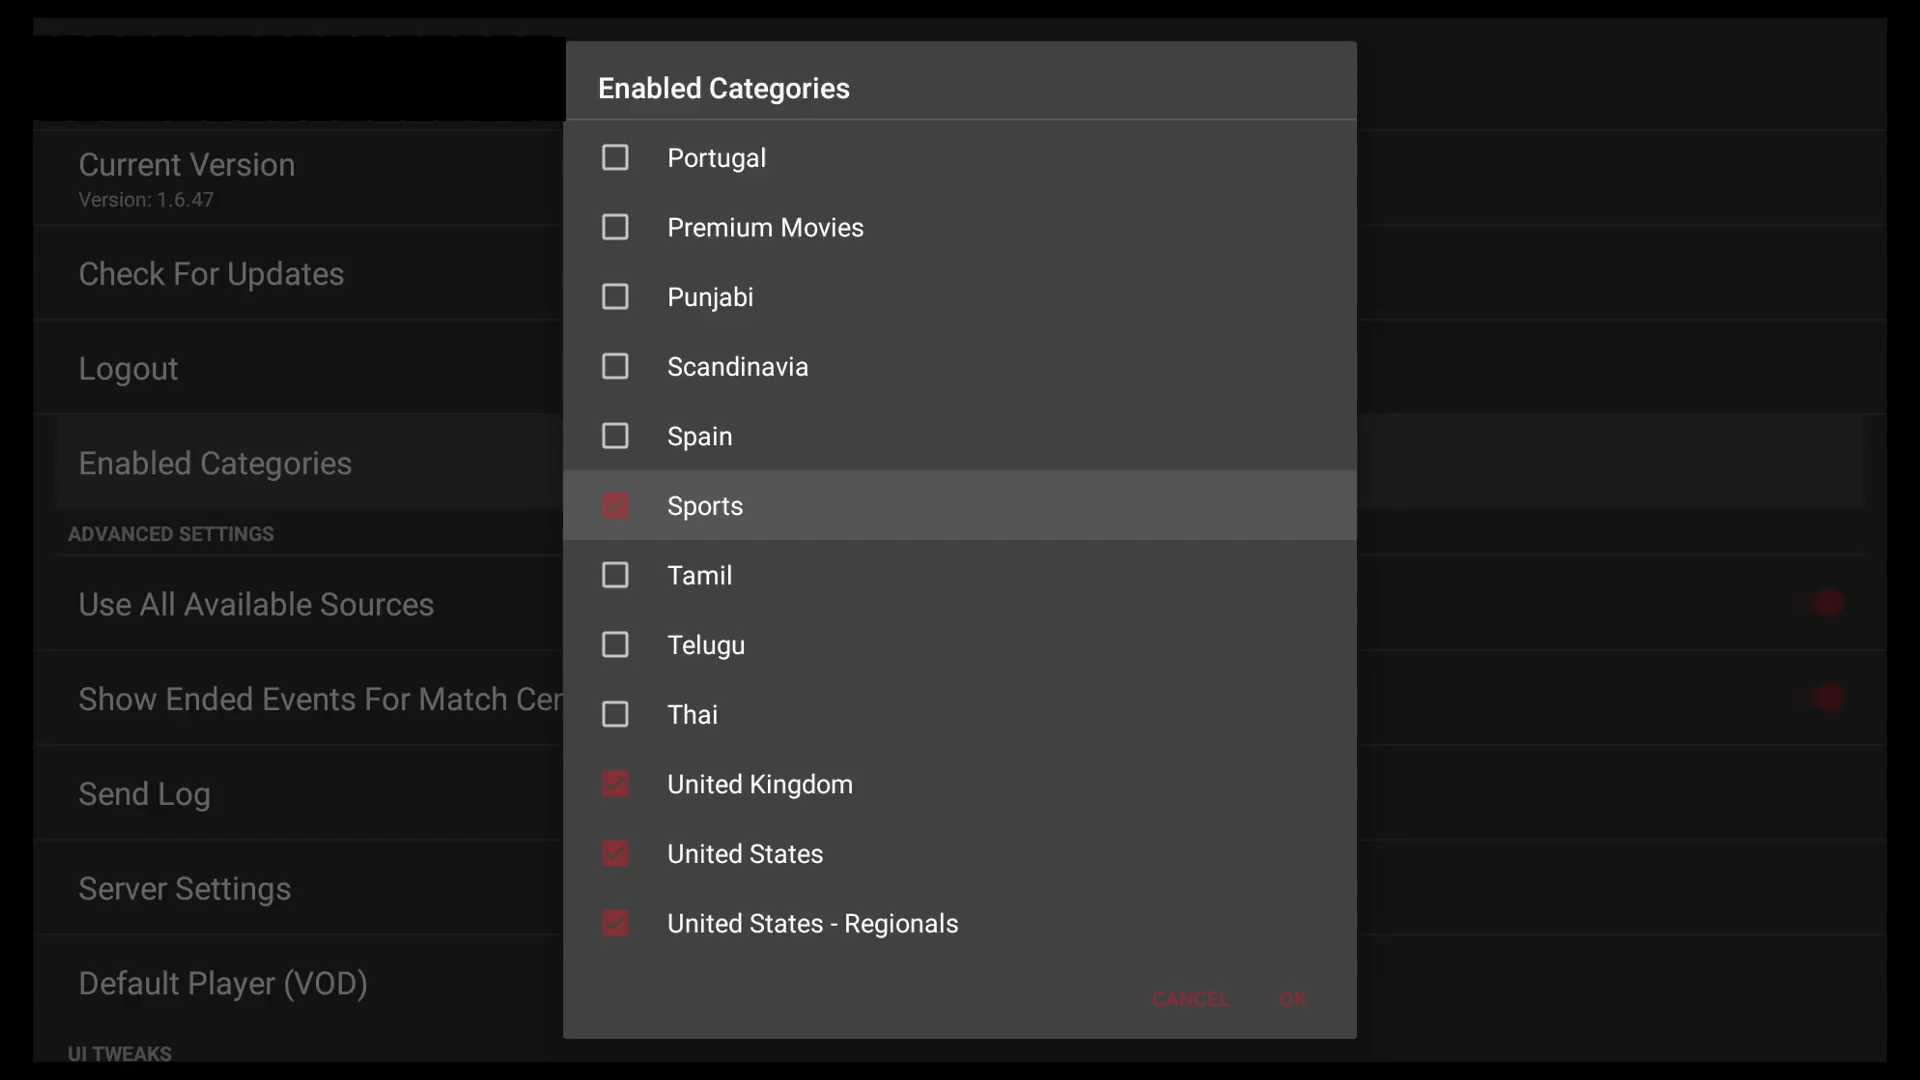 Enabled Categories
Portugal
Premium Movies
Punjabi
Scandinavia
Spain
Sports
Tamil
Telugu
Thai
United Kingdom
United States
United States - Regionals
CANCEL OK
Current Version
Version: 1.6.47
Check For Updates
Logout
Enabled Categories
ADVANCED SETTINGS
Use All Available Sources
Show Ended Events For Match Cen
Send Log
Server Settings
Default Player (VOD)
UI TWEAKS